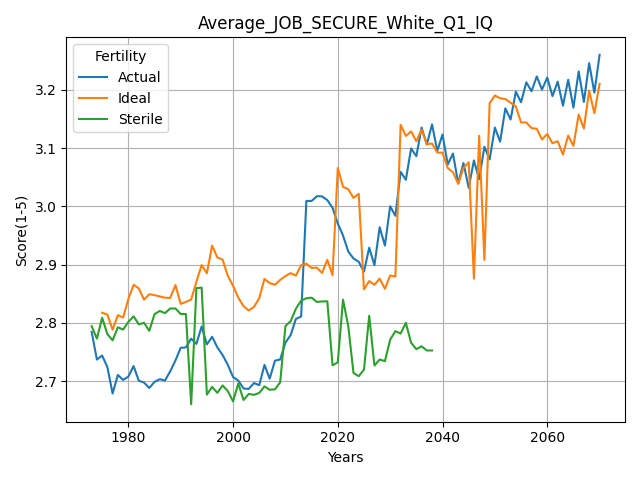 Average_JOB_SECURE_White_Q1_IQ
Fertility
Actual
Ideal
Sterile
Score(1-5)
3.2
3.1
3.0
2.9
2.8
2.7
1980
2000
2020
2040
2060
Years